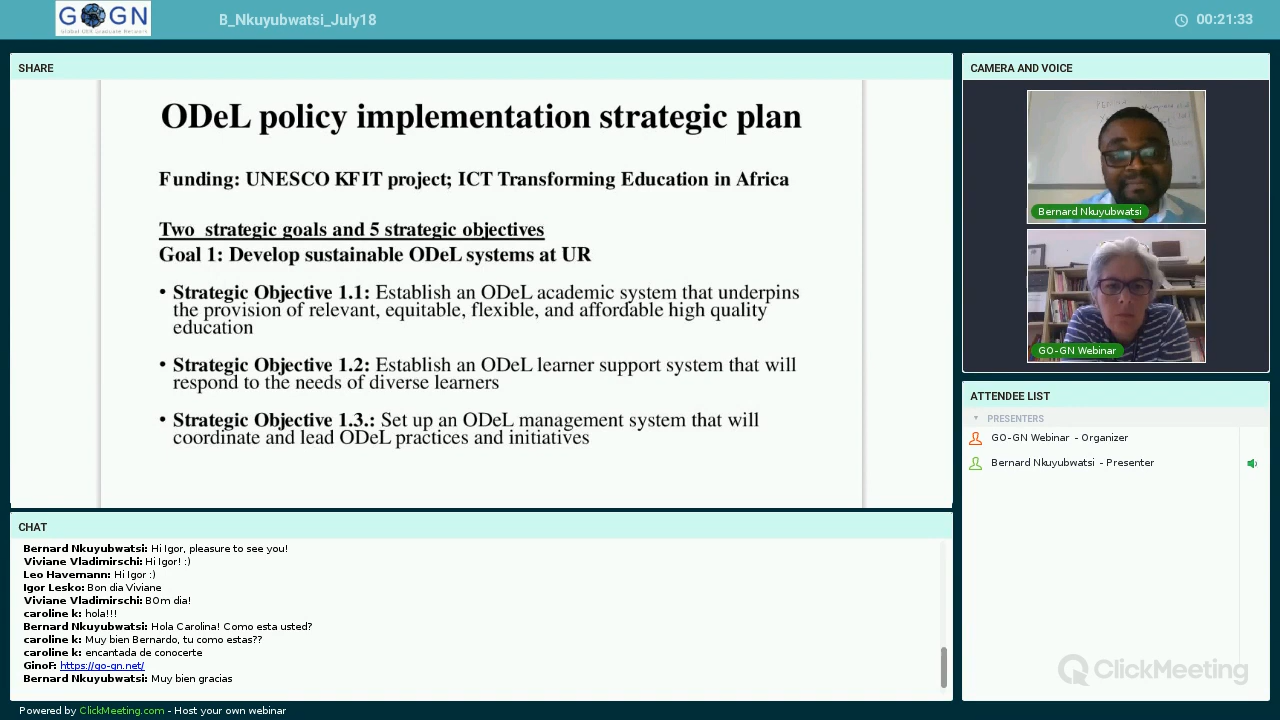 GOGN
Global OER Graduate Network
B_Nkuyubwatsi_July18
00:21:33
SHARE
ODeL policy implementation strategic plan
Funding: UNESCO KFIT project; ICT Transforming Education in Africa
Two strategic goals and 5 strategic objectives
Goal 1: Develop sustainable ODeL systems at UR
• Strategic Objective 1.1: Establish an ODeL academic system that underpins
the provision of relevant, equitable, flexible, and affordable high quality
education
• Strategic Objective 1.2: Establish an ODeL learner support system that will
respond to the needs of diverse learners
• Strategic Objective 1.3.: Set up an ODeL management system that will
coordinate and lead ODeL practices and initiatives
CHAT
Bernard Nkuyubwatsi: Hi Igor, pleasure to see you!
Viviane Vladimirschi: Hi Igor! :)
Leo Havemann: Hi Igor :)
Igor Lesko: Bon dia Viviane
Viviane Vladimirschi: BOm dia!
caroline k: hola!!!
Bernard Nkuyubwatsi: Hola Carolina! Como esta usted?
caroline k: Muy bien Bernardo, tu como estas??
caroline k: encantada de conocerte
GinoF: https://go-gn.net/
Bernard Nkuyubwatsi: Muy bien gracias
CAMERA AND VOICE
Bernard Nkuyubwatsi
GO-GN Webinar
ATTENDEE LIST
PRESENTERS
GO-GN Webinar - Organizer
Bernard Nkuyubwatsi - Presenter
ClickMeeting
Powered by ClickMeeting.com - Host your own webinar